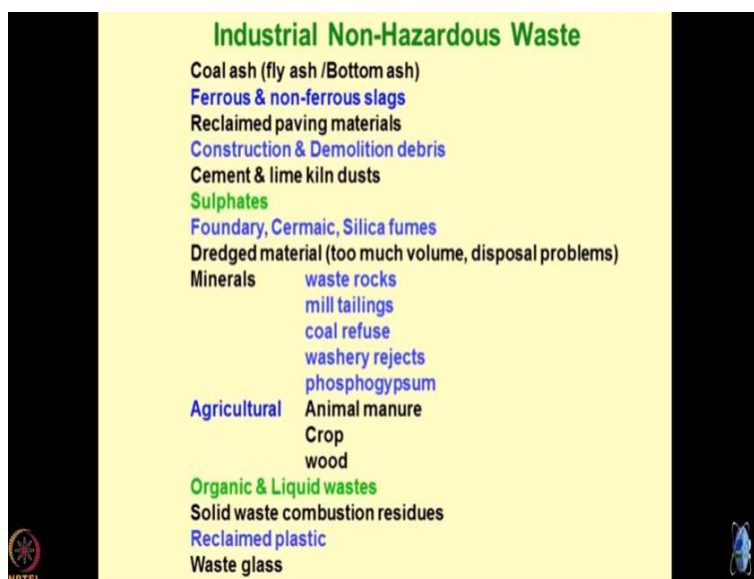 Industrial Non-Hazardous Waste
Coal ash (fly ash /Bottom ash)
Ferrous & non-ferrous slags
Reclaimed paving materials
Construction & Demolition debris
Cement & lime kiln dusts
Sulphates
Foundary, Cermaic, Silica fumes
Dredged material (too much volume, disposal problems)
Minerals waste rocks
mill tailings
coal refuse
washery rejects
phosphogypsum
Agricultural Animal manure
Crop
wood
Organic & Liquid wastes
Solid waste combustion residues
Reclaimed plastic
Waste glass
NPTEL